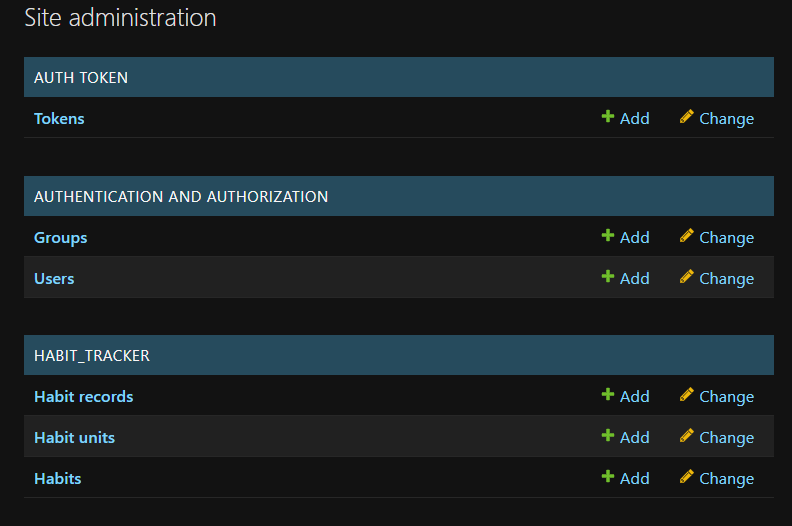 Site administration
AUTH TOKEN
Tokens Add Change
AUTHENTICATION AND AUTHORIZATION
Groups Add Change
Users Add Change
HABIT_TRACKER
Habit records Add Change
Habit units Add Change
Habits Add Change